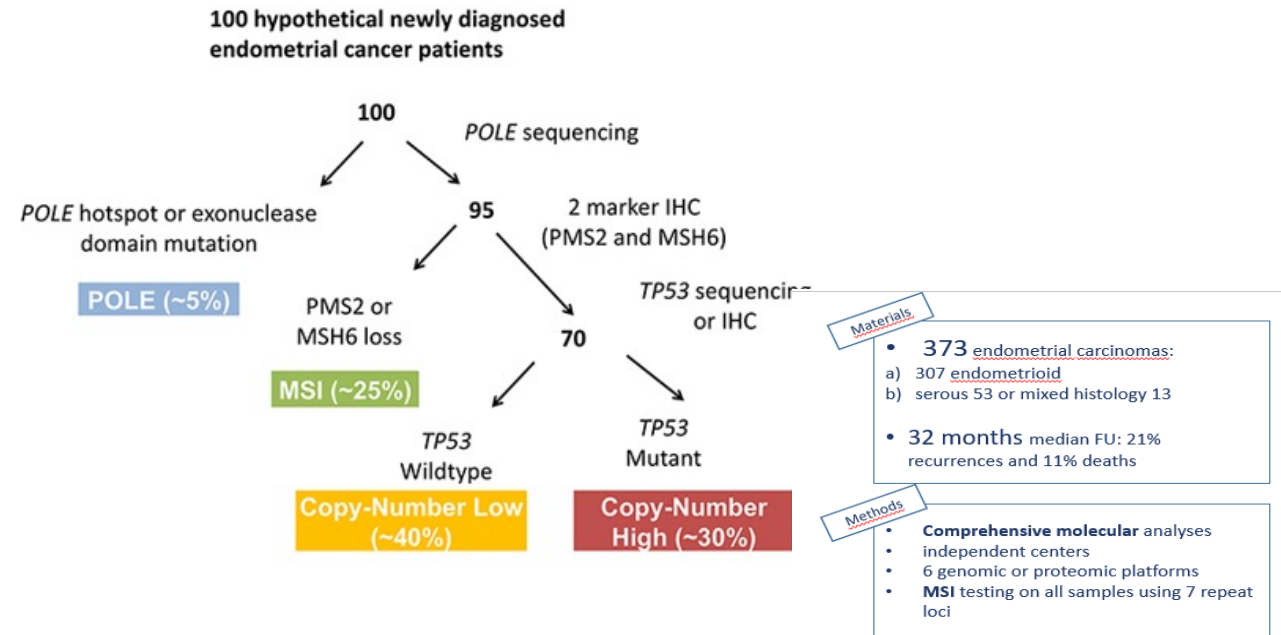 100 hypothetical newly diagnosed
endometrial cancer patients
100
POLE sequencing
POLE hotspot or exonuclease
domain mutation
POLE (~5%)
95
2 marker IHC
(PMS2 and MSH6)
PMS2 or
MSH6 loss
MSI (~25%)
TP53 sequencing
or IHC
70
TP53
Wildtype
Copy-Number Low
(~40%)
TP53
Mutant
Copy-Number
High (~30%)
Materials
• 373 endometrial carcinomas:
a) 307 endometrioid
b) serous 53 or mixed histology 13
• 32 months median FU: 21%
recurrences and 11% deaths
Methods
• Comprehensive molecular analyses
• independent centers
• 6 genomic or proteomic platforms
• MSI testing on all samples using 7 repeat
loci